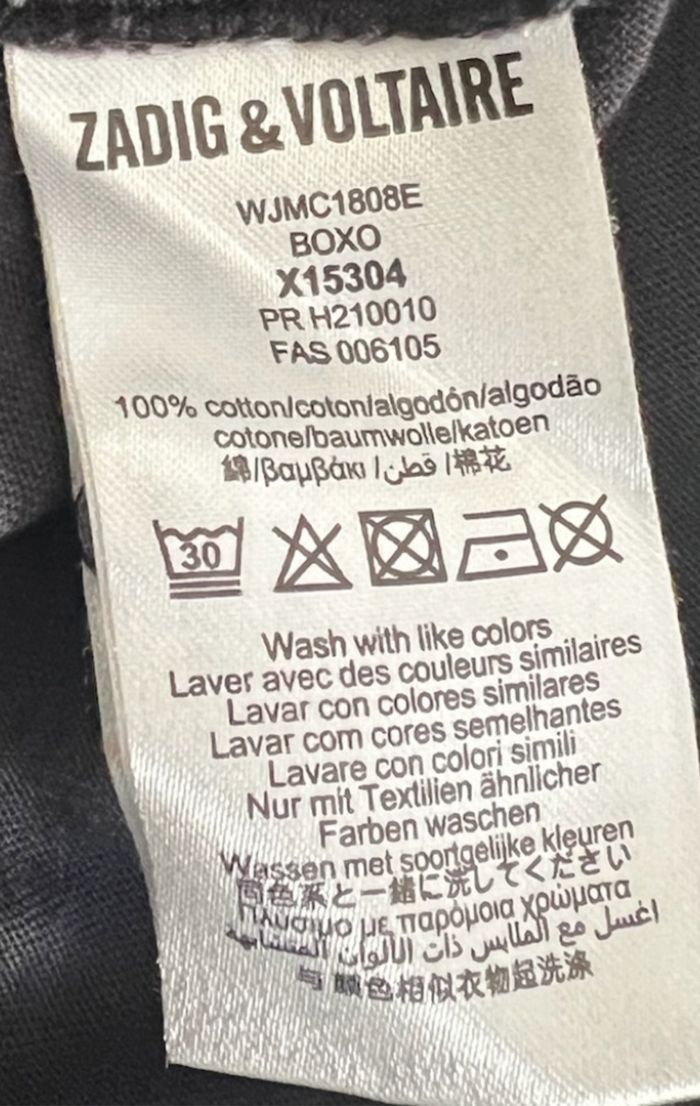 ZADIG & VOLTAIRE
WJMC1808E
BOXO
X15304
PR H210010
FAS 006105
100% cotton/coton/algodón/algodão
cotone/baumwolle/katoen
綿/βαμβάκι / قطن / 棉花
30
Wash with like colors
Laver avec des couleurs similaires
Lavar con colores similares
Lavar com cores semelhantes
Lavare con colori simili
Nur mit Textilien ähnlicher
Farben waschen
Wassen met soortgelijke kleuren
同色系と一緒に洗してください
Πλύσιμο με παρόμοια χρώματα
اغسل مع الملابس ذات الألوان المتشابهه
与 颜色相似衣物起洗涤